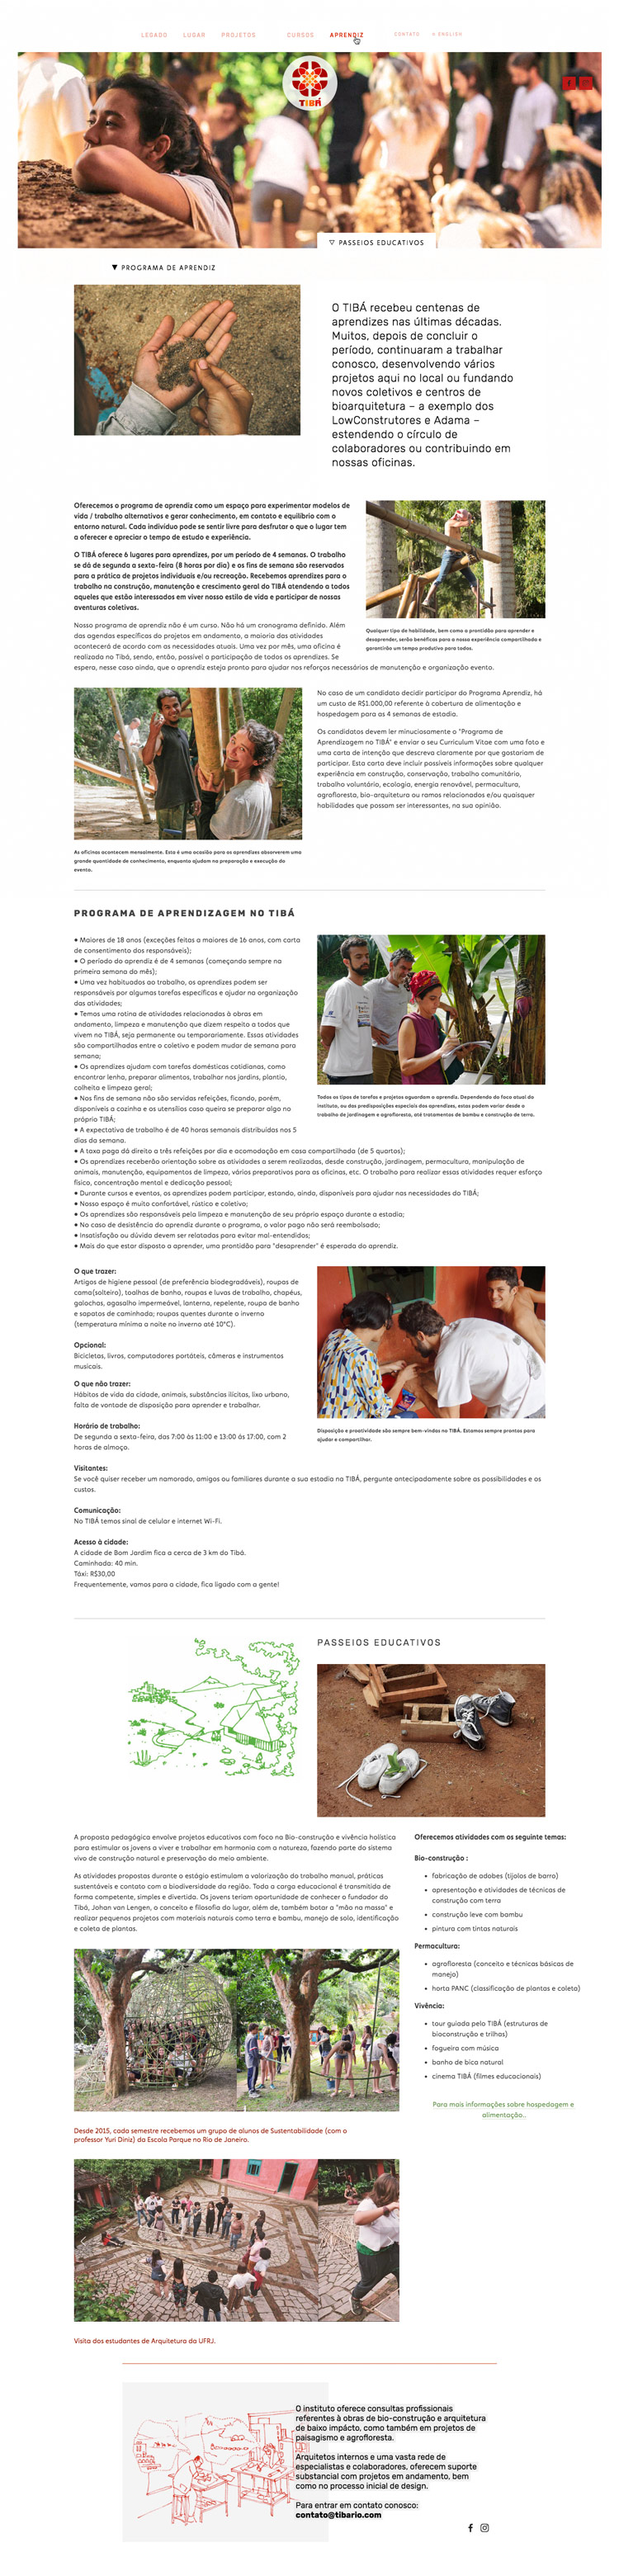 LEGADO LUGAR PROJETOS CURSOS APRENDIZ CONTATO ENGLISH
TIBÁ
▽ PASSEIOS EDUCATIVOS
▼ PROGRAMA DE APRENDIZ
O TIBÁ recebeu centenas de
aprendizes nas últimas décadas.
Muitos, depois de concluir o
período, continuaram a trabalhar
conosco, desenvolvendo vários
projetos aqui no local ou fundando
novos coletivos e centros de
bioarquitetura – a exemplo dos
LowConstrutores e Adama –
estendendo o círculo de
colaboradores ou contribuindo em
nossas oficinas.
Oferecemos o programa de aprendiz como um espaço para experimentar modelos de
vida / trabalho alternativos e gerar conhecimento, em contato e equilíbrio com o
entorno natural. Cada indivíduo pode se sentir livre para desfrutar o que o lugar tem
a oferecer e apreciar o tempo de estudo e experiência.
O TIBÁ oferece 6 lugares para aprendizes, por um período de 4 semanas. O trabalho
se dá de segunda a sexta-feira (8 horas por dia) e os fins de semana são reservados
para a prática de projetos individuais e/ou recreação. Recebemos aprendizes para o
trabalho na construção, manutenção e crescimento geral do TIBÁ atendendo a todos
aqueles que estão interessados em viver nosso estilo de vida e participar de nossas
aventuras coletivas.
Nosso programa de aprendiz não é um curso. Não há um cronograma definido. Além
das agendas específicas do projetos em andamento, a maioria das atividades
acontecerá de acordo com as necessidades atuais. Uma vez por mês, uma oficina é
realizada no Tibá, sendo, então, possível a participação de todos os aprendizes. Se
espera, nesse caso ainda, que o aprendiz esteja pronto para ajudar nos reforços necessários de manutenção e organização evento.
Qualquer tipo de habilidade, bem como a prontidão para aprender e
desaprender, serão benéficas para a nossa experiência compartilhada e
garantirão um tempo produtivo para todos.
No caso de um candidato decidir participar do Programa Aprendiz, há
um custo de R$1.000,00 referente à cobertura de alimentação e
hospedagem para as 4 semanas de estadia.
Os candidatos devem ler minuciosamente o "Programa de
Aprendizagem no TIBÁ" e enviar o seu Curriculum Vitae com uma foto e
uma carta de intenção que descreva claramente por que gostariam de
participar. Esta carta deve incluir possíveis informações sobre qualquer
experiência em construção, conservação, trabalho comunitário,
trabalho voluntário, ecologia, energia renovável, permacultura,
agrofloresta, bio-arquitetura ou ramos relacionados e/ou quaisquer
habilidades que possam ser interessantes, na sua opinião.
As oficinas acontecem mensalmente. Esta é uma ocasião para os aprendizes absorverem uma
grande quantidade de conhecimento, enquanto ajudam na preparação e execução do
evento.
PROGRAMA DE APRENDIZAGEM NO TIBÁ
● Maiores de 18 anos (exceções feitas a maiores de 16 anos, com carta
de consentimento dos responsáveis);
● O período do aprendiz é de 4 semanas (começando sempre na
primeira semana do mês);
● Uma vez habituados ao trabalho, os aprendizes podem ser
responsáveis por algumas tarefas específicas e ajudar na organização
das atividades;
● Temos uma rotina de atividades relacionadas à obras em
andamento, limpeza e manutenção que dizem respeito a todos que
vivem no TIBÁ, seja permanente ou temporariamente. Essas atividades
são compartilhadas entre o coletivo e podem mudar de semana para
semana;
● Os aprendizes ajudam com tarefas domésticas cotidianas, como
encontrar lenha, preparar alimentos, trabalhar nos jardins, plantio,
colheita e limpeza geral;
● Nos fins de semana não são servidas refeições, ficando, porém,
disponíveis a cozinha e os utensílios caso queira se preparar algo no
próprio TIBÁ;
● A expectativa de trabalho é de 40 horas semanais distribuídas nos 5
dias da semana.
● A taxa paga dá direito a três refeições por dia e acomodação em casa compartilhada (de 5 quartos);
● Os aprendizes receberão orientação sobre as atividades a serem realizadas, desde construção, jardinagem, permacultura, manipulação de
animais, manutenção, equipamentos de limpeza, vários preparativos para as oficinas, etc. O trabalho para realizar essas atividades requer esforço
físico, concentração mental e dedicação pessoal;
● Durante cursos e eventos, os aprendizes podem participar, estando, ainda, disponíveis para ajudar nas necessidades do TIBÁ;
● Nosso espaço é muito confortável, rústico e coletivo;
● Os aprendizes são responsáveis pela limpeza e manutenção de seu próprio espaço durante a estadia;
● No caso de desistência do aprendiz durante o programa, o valor pago não será reembolsado;
● Insatisfação ou dúvida devem ser relatadas para evitar mal-entendidos;
● Mais do que estar disposto a aprender, uma prontidão para "desaprender" é esperada do aprendiz.
Todos os tipos de tarefas e projetos aguardam o aprendiz. Dependendo do foco atual do
instituto, ou das predisposições especiais dos aprendizes, estas podem variar desde o
trabalho de jardinagem e agrofloresta, até tratamentos de bambu e construção de terra.
O que trazer:
Artigos de higiene pessoal (de preferência biodegradáveis), roupas de
cama(solteiro), toalhas de banho, roupas e luvas de trabalho, chapéus,
galochas, agasalho impermeável, lanterna, repelente, roupa de banho
e sapatos de caminhada; roupas quentes durante o inverno
(temperatura mínima a noite no inverno até 10°C).
Opcional:
Bicicletas, livros, computadores portáteis, câmeras e instrumentos
musicais.
O que não trazer:
Hábitos de vida da cidade, animais, substâncias ilícitas, lixo urbano,
falta de vontade de disposição para aprender e trabalhar.
Horário de trabalho:
De segunda a sexta-feira, das 7:00 às 11:00 e 13:00 às 17:00, com 2
horas de almoço.
Disposição e proatividade são sempre bem-vindas no TIBÁ. Estamos sempre prontos para
ajudar e compartilhar.
Visitantes:
Se você quiser receber um namorado, amigos ou familiares durante a sua estadia na TIBÁ, pergunte antecipadamente sobre as possibilidades e os
custos.
Comunicação:
No TIBÁ temos sinal de celular e internet Wi-Fi.
Acesso à cidade:
A cidade de Bom Jardim fica a cerca de 3 km do Tibá.
Caminhada: 40 min.
Táxi: R$30,00
Frequentemente, vamos para a cidade, fica ligado com a gente!
PASSEIOS EDUCATIVOS
A proposta pedagógica envolve projetos educativos com foco na Bio-construção e vivência holística
para estimular os jovens a viver e trabalhar em harmonia com a natureza, fazendo parte do sistema
vivo de construção natural e preservação do meio ambiente.
As atividades propostas durante o estágio estimulam a valorização do trabalho manual, práticas
sustentáveis e contato com a biodiversidade da região. Toda a carga educacional é transmitida de
forma competente, simples e divertida. Os jovens teriam oportunidade de conhecer o fundador do
Tibá, Johan van Lengen, o conceito e filosofia do lugar, além de, também botar a "mão na massa" e
realizar pequenos projetos com materiais naturais como terra e bambu, manejo de solo, identificação
e coleta de plantas.
Oferecemos atividades com os seguinte temas:
Bio-construção :
• fabricação de adobes (tijolos de barro)
• apresentação e atividades de técnicas de
construção com terra
• construção leve com bambu
• pintura com tintas naturais
Permacultura:
• agrofloresta (conceito e técnicas básicas de
manejo)
• horta PANC (classificação de plantas e coleta)
Vivência:
• tour guiada pelo TIBÁ (estruturas de
bioconstrução e trilhas)
• fogueira com música
• banho de bica natural
• cinema TIBÁ (filmes educacionais)
Para mais informações sobre hospedagem e
alimentação..
Desde 2015, cada semestre recebemos um grupo de alunos de Sustentabilidade (com o
professor Yuri Diniz) da Escola Parque no Rio de Janeiro.
Visita dos estudantes de Arquitetura da UFRJ.
O instituto oferece consultas profissionais
referentes à obras de bio-construção e arquitetura
de baixo impácto, como também em projetos de
paisagismo e agrofloresta.
Arquitetos internos e uma vasta rede de
especialistas e colaboradores, oferecem suporte
substancial com projetos em andamento, bem
como no processo inicial de design.
Para entrar em contato conosco:
contato@tibario.com